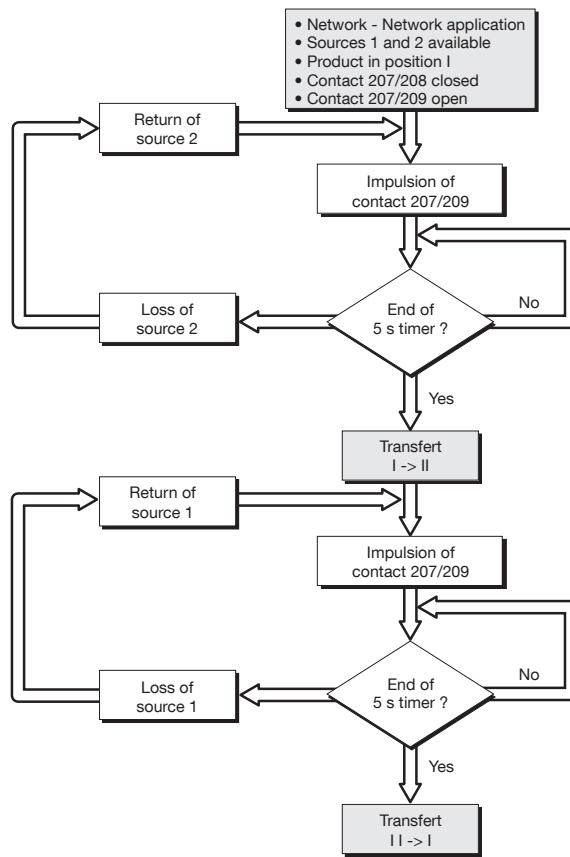 • Network - Network application
• Sources 1 and 2 available
• Product in position I
• Contact 207/208 closed
• Contact 207/209 open
Return of
source 2
Impulsion of
contact 207/209
Loss of
source 2
End of
5 s timer ?
No
Yes
Transfert
I -> II
Return of
source 1
Impulsion of
contact 207/209
Loss of
source 1
End of
5 s timer ?
No
Yes
Transfert
I I -> I